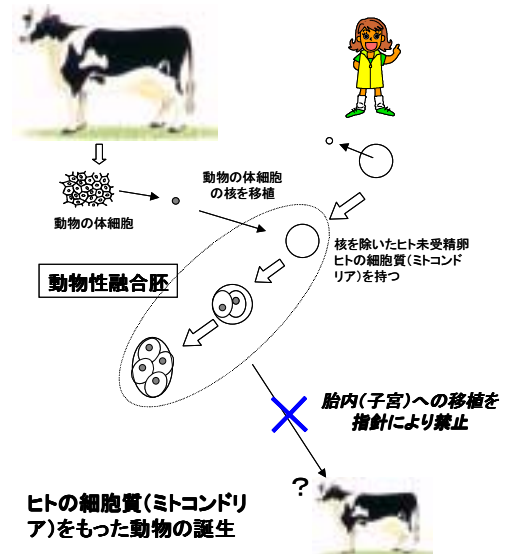 動物の体細胞
の核を移植
動物の体細胞
核を除いたヒト未受精卵
ヒトの細胞質（ミトコンド
リア）を持つ
動物性融合胚
胎内（子宮）への移植を
指針により禁止
?
ヒトの細胞質（ミトコンドリ
ア）をもった動物の誕生